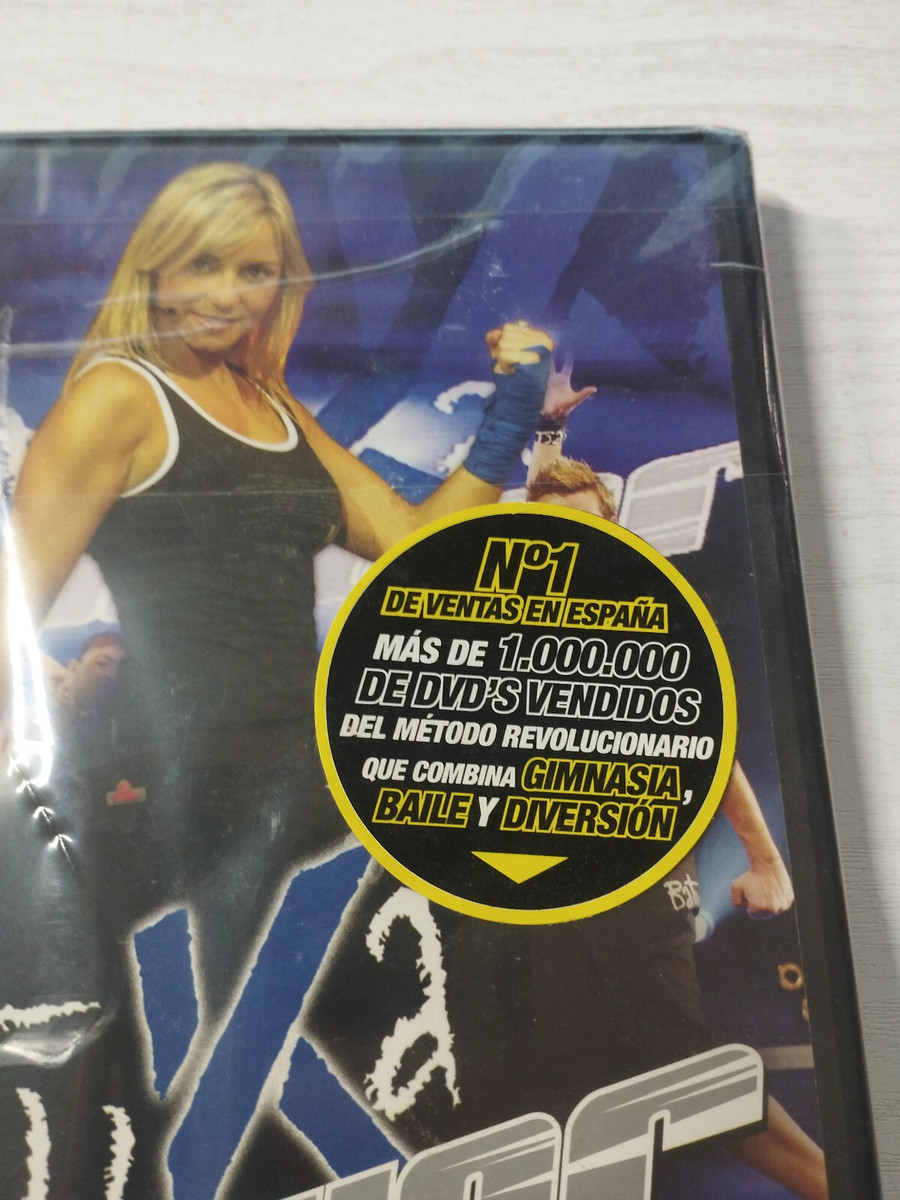 Nº1
DE VENTAS EN ESPAÑA
MÁS DE 1.000.000
DE DVD'S VENDIDOS
DEL MÉTODO REVOLUCIONARIO
QUE COMBINA GIMNASIA,
BAILE Y DIVERSIÓN